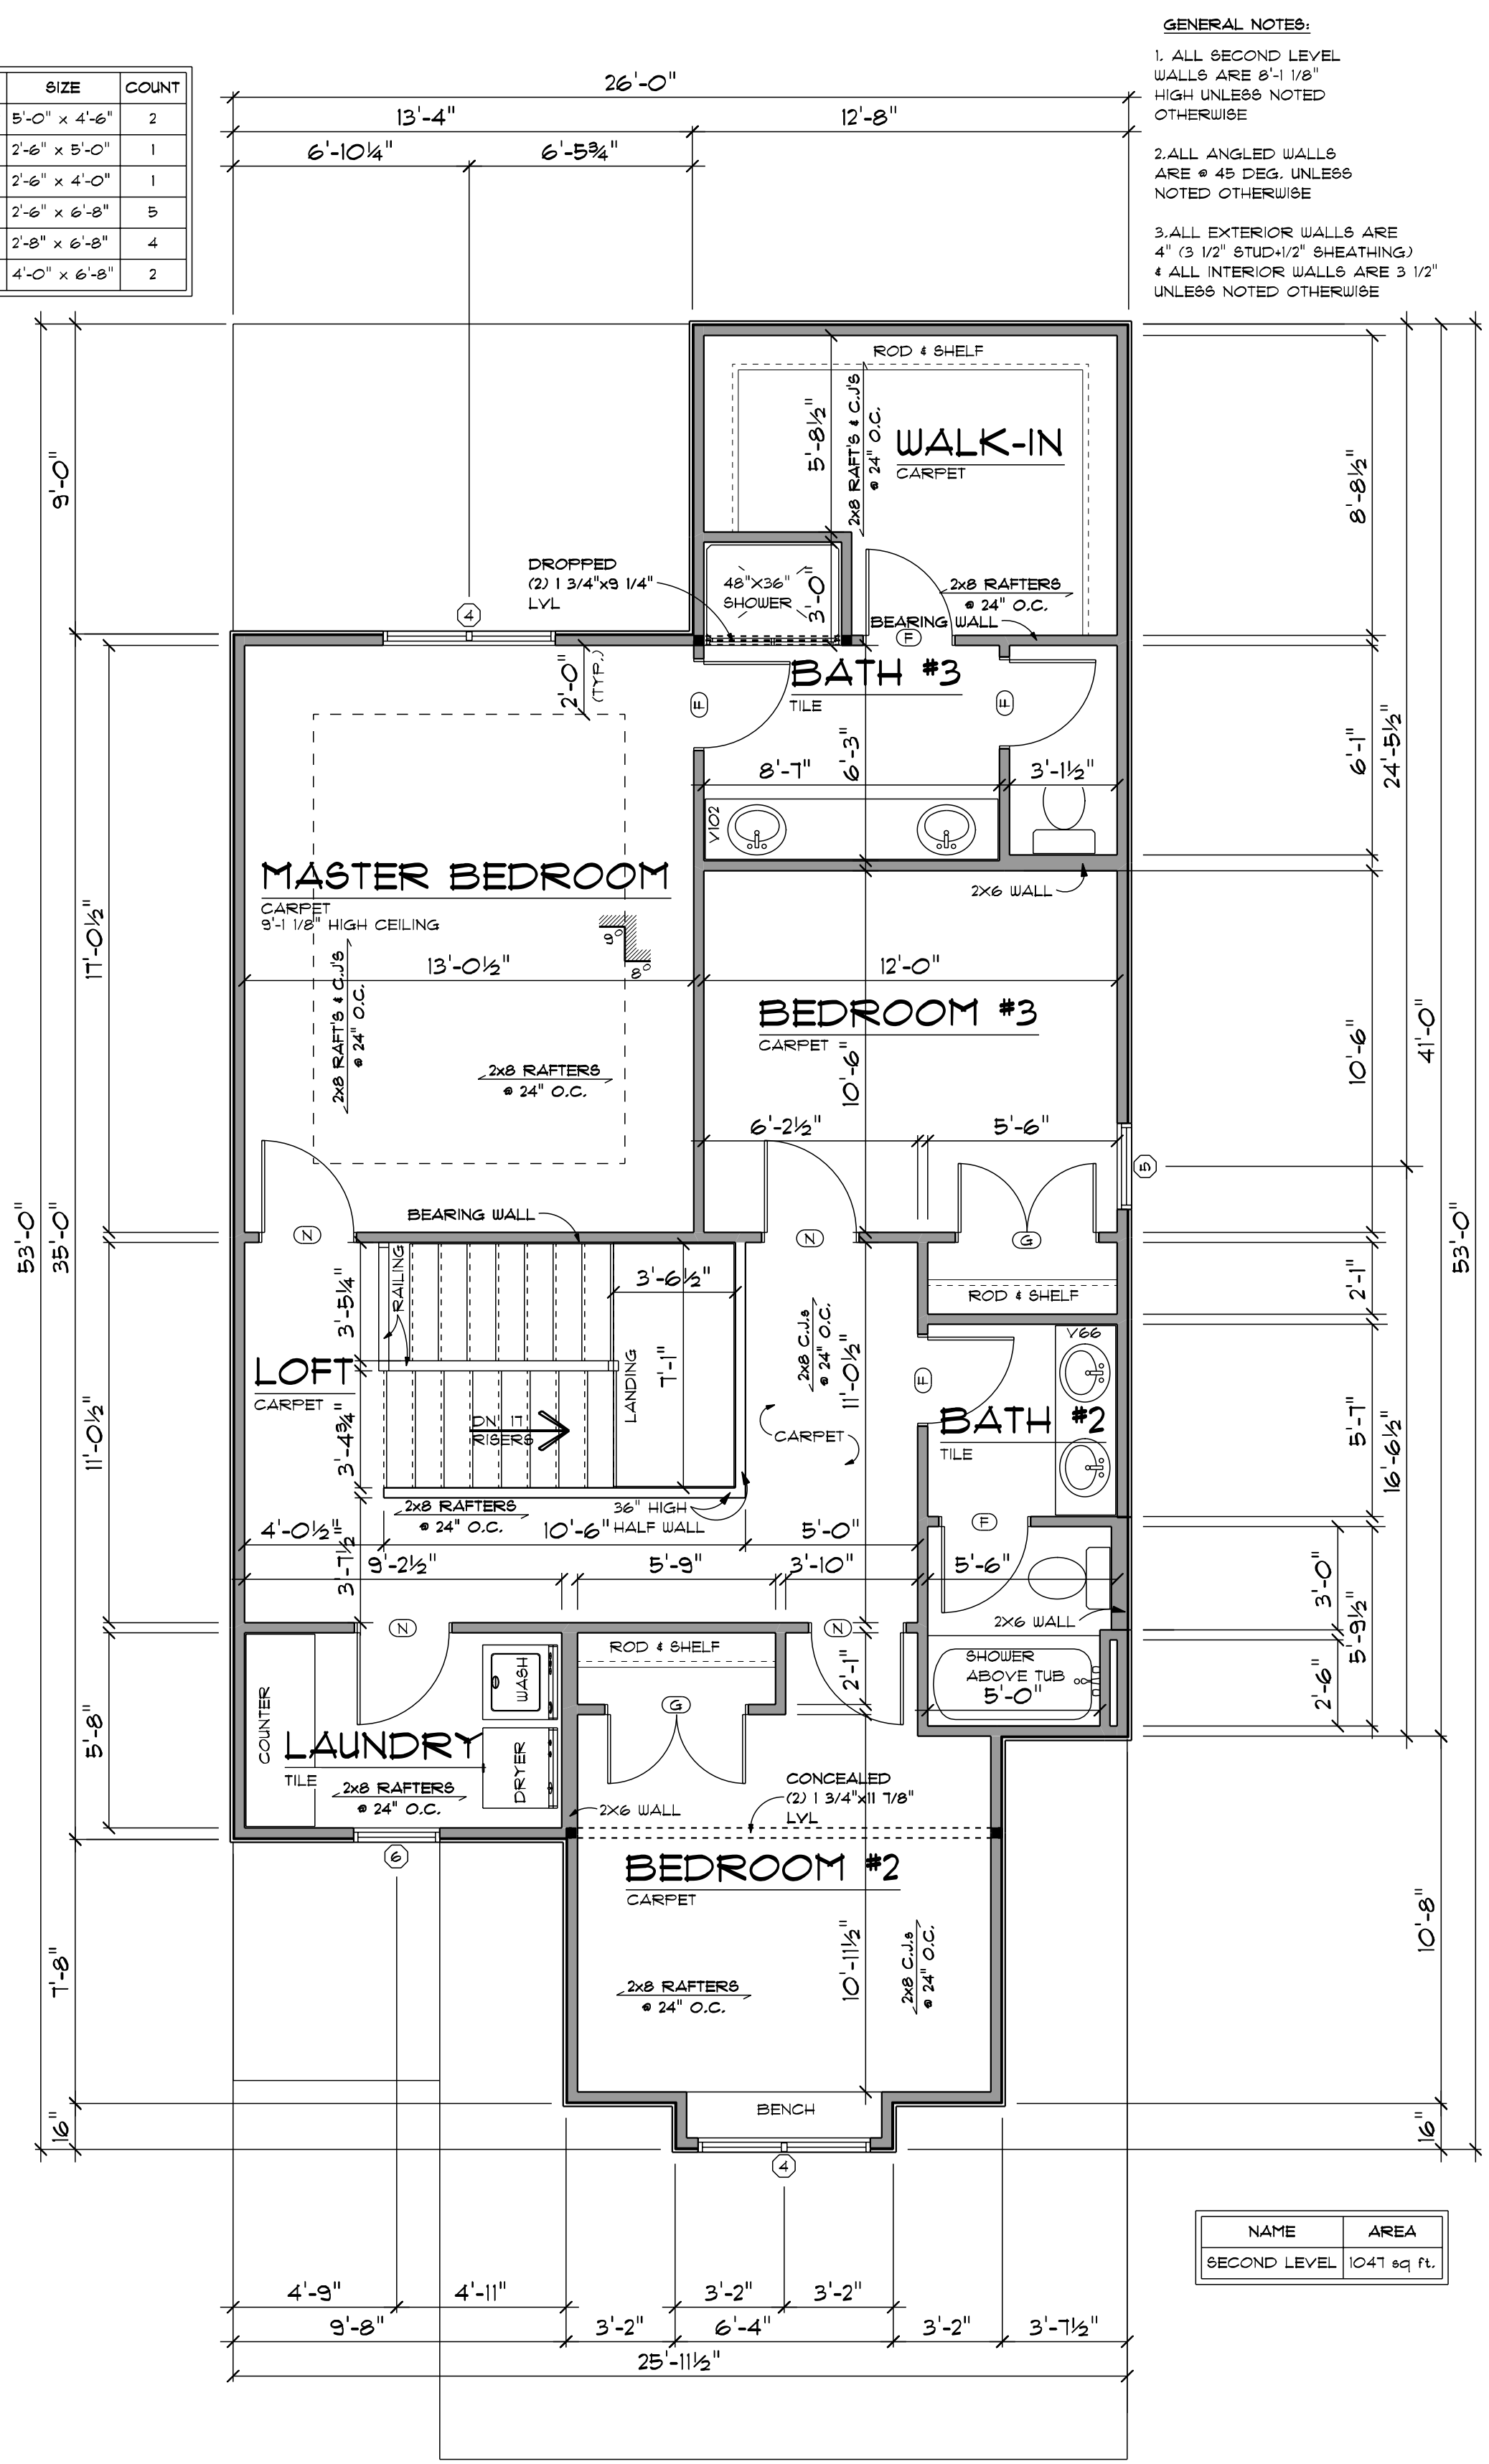 GENERAL NOTES:
1. ALL SECOND LEVEL
WALLS ARE 8'-1 1/8"
HIGH UNLESS NOTED
OTHERWISE
2.ALL ANGLED WALLS
ARE @ 45 DEG. UNLESS
NOTED OTHERWISE
3.ALL EXTERIOR WALLS ARE
4" (3 1/2" STUD+1/2" SHEATHING)
& ALL INTERIOR WALLS ARE 3 1/2"
UNLESS NOTED OTHERWISE
SIZE COUNT
5'-0" x 4'-6" 2
2'-6" x 5'-0" 1
2'-6" x 4'-0" 1
2'-6" x 6'-8" 5
2'-8" x 6'-8" 4
4'-0" x 6'-8" 2
26'-0"
13'-4" 12'-8"
6'-10¼" 6'-5¾"
ROD & SHELF
5'-8½"
2x8 RAFT'S & C.J'S
@ 24" O.C.
WALK-IN
CARPET
9'-0"
8'-8½"
DROPPED
(2) 1 3/4"x9 1/4"
LVL
48"X36"
SHOWER
3'-0"
2x8 RAFTERS
@ 24" O.C.
BEARING WALL
4
F
2'-0"
(TYP.)
BATH #3
TILE
F
F
6'-3"
8'-7"
3'-1½"
6'-1"
24'-5½"
V102
2X6 WALL
MASTER BEDROOM
CARPET
9'-1 1/8" HIGH CEILING
9⁰
8⁰
17'-0½"
13'-0½"
12'-0"
BEDROOM #3
CARPET
10'-6"
10'-6"
41'-0"
2x8 RAFT'S & C.J'S
@ 24" O.C.
2x8 RAFTERS
@ 24" O.C.
6'-2½"
5'-6"
5
53'-0"
35'-0"
53'-0"
BEARING WALL
N
N
G
RAILING
3'-6½"
3'-5¼"
2'-1"
ROD & SHELF
2x8 C.J.s
@ 24" O.C.
11'-0½"
V66
LOFT
CARPET
LANDING
7'-1"
F
11'-0½"
3'-4¾"
DN 17
RISERS
CARPET
BATH #2
TILE
5'-7"
16'-6½"
2x8 RAFTERS
@ 24" O.C.
36" HIGH
HALF WALL
F
4'-0½"
10'-6"
5'-0"
3'-7½"
9'-2½"
5'-9"
3'-10"
5'-6"
3'-0"
5'-9½"
2X6 WALL
N
N
ROD & SHELF
2'-1"
SHOWER
ABOVE TUB
5'-0"
2'-6"
COUNTER
WASH
G
5'-8"
LAUNDRY
TILE
DRYER
2x8 RAFTERS
@ 24" O.C.
2X6 WALL
CONCEALED
(2) 1 3/4"x11 7/8"
LVL
6
BEDROOM #2
CARPET
7'-8"
10'-11½"
2x8 C.J.s
@ 24" O.C.
10'-8"
2x8 RAFTERS
@ 24" O.C.
16"
BENCH
16"
4
NAME AREA
SECOND LEVEL 1047 sq ft.
4'-9" 4'-11" 3'-2" 3'-2"
9'-8" 3'-2" 6'-4" 3'-2" 3'-7½"
25'-11½"